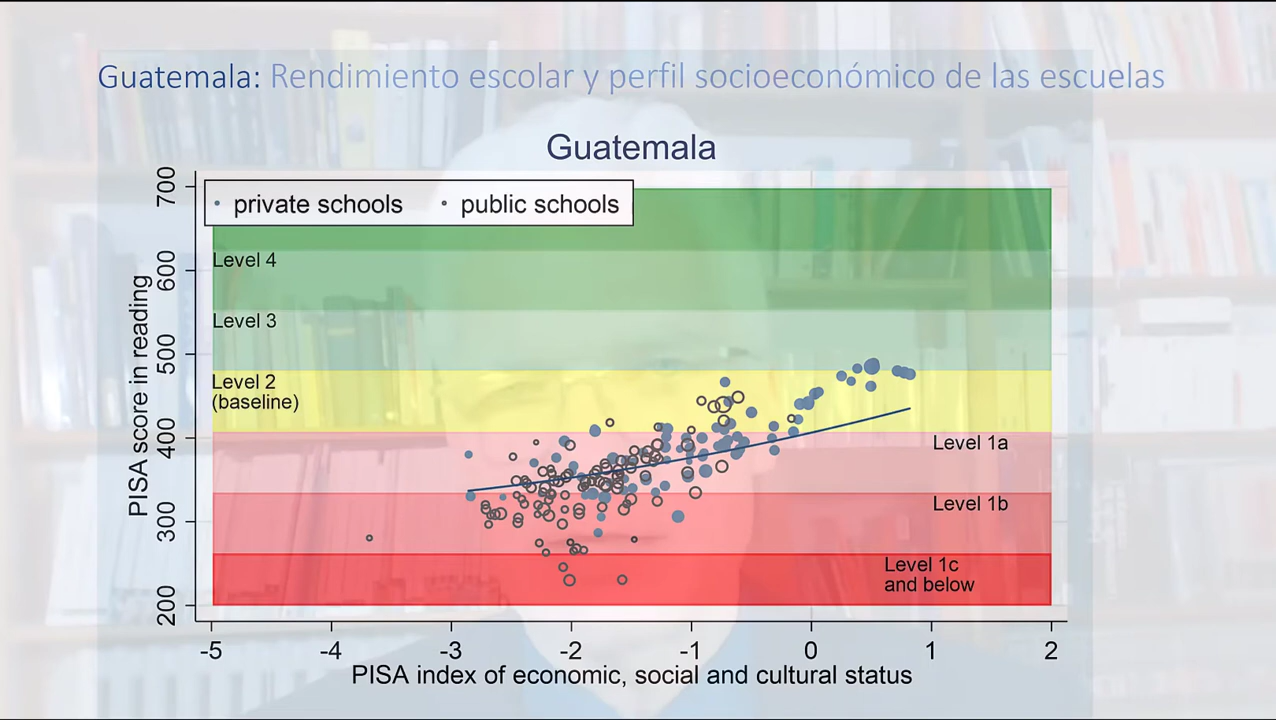 Guatemala: Rendimiento escolar y perfil socioeconómico de las escuelas
Guatemala
private schools public schools
Level 4
Level 3
Level 2
(baseline)
Level 1a
Level 1b
Level 1c
and below
PISA score in reading
700
600
500
400
300
200
-5 -4 -3 -2 -1 0 1 2
PISA index of economic, social and cultural status